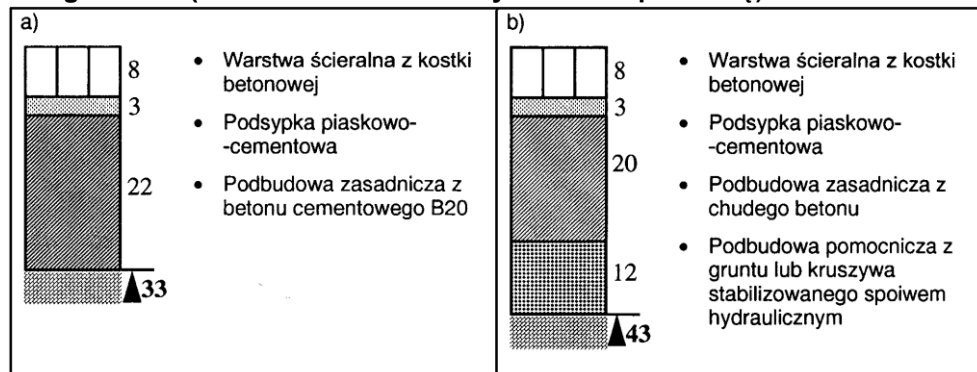 a)
8
3
22
33
• Warstwa ścieralna z kostki
betonowej
• Podsypka piaskowo-
-cementowa
• Podbudowa zasadnicza z
betonu cementowego B20
b)
8
3
20
12
43
• Warstwa ścieralna z kostki
betonowej
• Podsypka piaskowo-
-cementowa
• Podbudowa zasadnicza z
chudego betonu
• Podbudowa pomocnicza z
gruntu lub kruszywa
stabilizowanego spoiwem
hydraulicznym